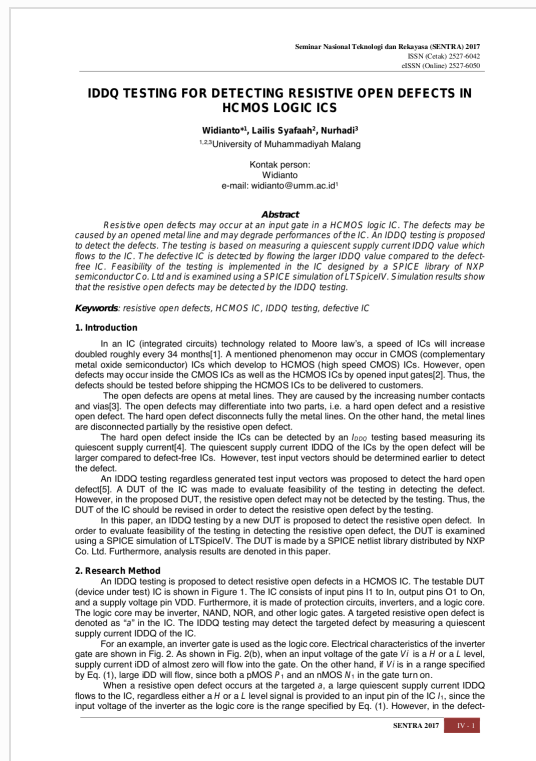 Seminar Nasional Teknologi dan Rekayasa (SENTRA) 2017
ISSN (Cetak) 2527-6042
eISSN (Online) 2527-6050
IDDQ TESTING FOR DETECTING RESISTIVE OPEN DEFECTS IN
HCMOS LOGIC ICS
Widianto*1, Lailis Syafaah2, Nurhadi3
1,2,3University of Muhammadiyah Malang
Kontak person:
Widianto
e-mail: widianto@umm.ac.id1
Abstract
Resistive open defects may occur at an input gate in a HCMOS logic IC. The defects may be
caused by an opened metal line and may degrade performances of the IC. An IDDQ testing is proposed
to detect the defects. The testing is based on measuring a quiescent supply current IDDQ value which
flows to the IC. The defective IC is detected by flowing the larger IDDQ value compared to the defect-
free IC. Feasibility of the testing is implemented in the IC designed by a SPICE library of NXP
semiconductor Co. Ltd and is examined using a SPICE simulation of LTSpiceIV. Simulation results show
that the resistive open defects may be detected by the IDDQ testing.
Keywords: resistive open defects, HCMOS IC, IDDQ testing, defective IC
1. Introduction
In an IC (integrated circuits) technology related to Moore law's, a speed of ICs will increase
doubled roughly every 34 months[1]. A mentioned phenomenon may occur in CMOS (complementary
metal oxide semiconductor) ICs which develop to HCMOS (high speed CMOS) ICs. However, open
defects may occur inside the CMOS ICs as well as the HCMOS ICs by opened input gates[2]. Thus, the
defects should be tested before shipping the HCMOS ICs to be delivered to customers.
The open defects are opens at metal lines. They are caused by the increasing number contacts
and vias[3]. The open defects may differentiate into two parts, i.e. a hard open defect and a resistive
open defect. The hard open defect disconnects fully the metal lines. On the other hand, the metal lines
are disconnected partially by the resistive open defect.
The hard open defect inside the ICs can be detected by an IDDQ testing based measuring its
quiescent supply current[4]. The quiescent supply current IDDQ of the ICs by the open defect will be
larger compared to defect-free ICs. However, test input vectors should be determined earlier to detect
the defect.
An IDDQ testing regardless generated test input vectors was proposed to detect the hard open
defect[5]. A DUT of the IC was made to evaluate feasibility of the testing in detecting the defect.
However, in the proposed DUT, the resistive open defect may not be detected by the testing. Thus, the
DUT of the IC should be revised in order to detect the resistive open defect by the testing.
In this paper, an IDDQ testing by a new DUT is proposed to detect the resistive open defect. In
order to evaluate feasibility of the testing in detecting the resistive open defect, the DUT is examined
using a SPICE simulation of LTSpiceIV. The DUT is made by a SPICE netlist library distributed by NXP
Co. Ltd. Furthermore, analysis results are denoted in this paper.
2. Research Method
An IDDQ testing is proposed to detect resistive open defects in a HCMOS IC. The testable DUT
(device under test) IC is shown in Figure 1. The IC consists of input pins I1 to In, output pins O1 to On,
and a supply voltage pin VDD. Furthermore, it is made of protection circuits, inverters, and a logic core.
The logic core may be inverter, NAND, NOR, and other logic gates. A targeted resistive open defect is
denoted as "a" in the IC. The IDDQ testing may detect the targeted defect by measuring a quiescent
supply current IDDQ of the IC.
For an example, an inverter gate is used as the logic core. Electrical characteristics of the inverter
gate are shown in Fig. 2. As shown in Fig. 2(b), when an input voltage of the gate Vi is a H or a L level,
supply current iDD of almost zero will flow into the gate. On the other hand, if Vi is in a range specified
by Eq. (1), large iDD will flow, since both a pMOS P1 and an nMOS N1 in the gate turn on.
When a resistive open defect occurs at the targeted a, a large quiescent supply current IDDQ
flows to the IC, regardless either a H or a L level signal is provided to an input pin of the IC I1, since the
input voltage of the inverter as the logic core is the range specified by Eq. (1). However, in the defect-
SENTRA 2017 IV - 1